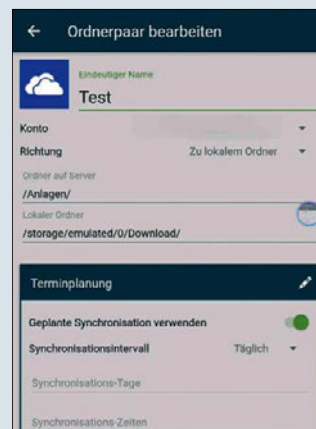 Ordnerpaar bearbeiten
Eindeutiger Name
Test
Konto
Richtung Zu lokalem Ordner
Ordner auf Server
/Anlagen/
Lokaler Ordner
/storage/emulated/0/Download/
Terminplanung
Geplante Synchronisation verwenden
Synchronisationsintervall Täglich
Synchronisations-Tage
Synchronisations-Zeiten